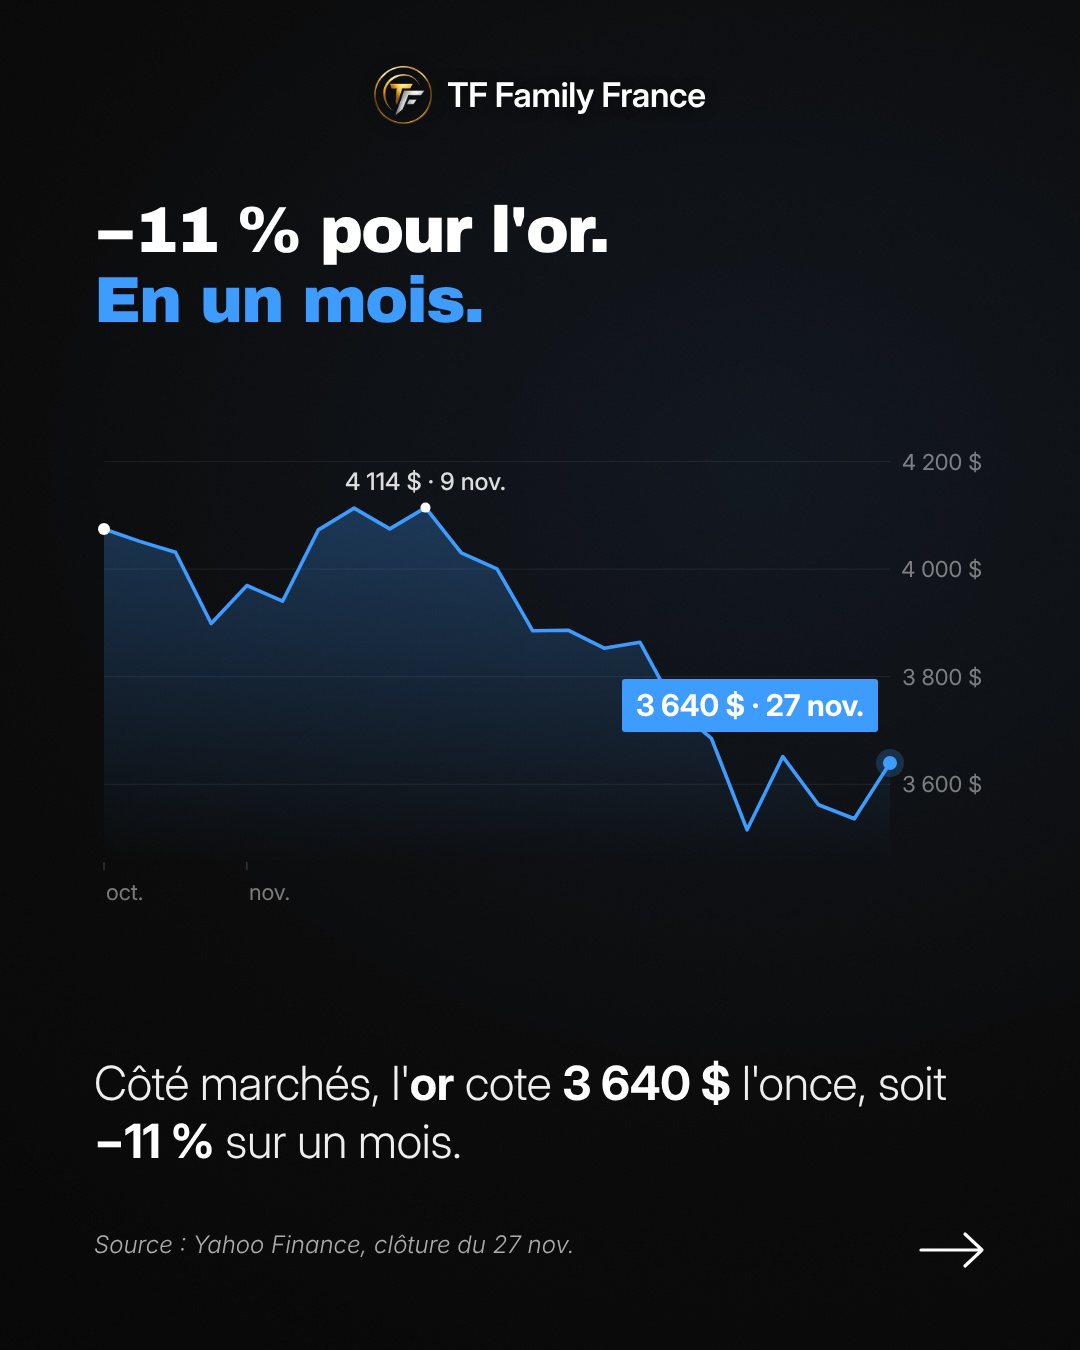 TF
TF Family France
–11 % pour l'or.
En un mois.
4 200 $
4 114 $ · 9 nov.
4 000 $
3 800 $
3 640 $ · 27 nov.
3 600 $
oct.
nov.
Côté marchés, l'or cote 3 640 $ l'once, soit
–11 % sur un mois.
Source : Yahoo Finance, clôture du 27 nov.